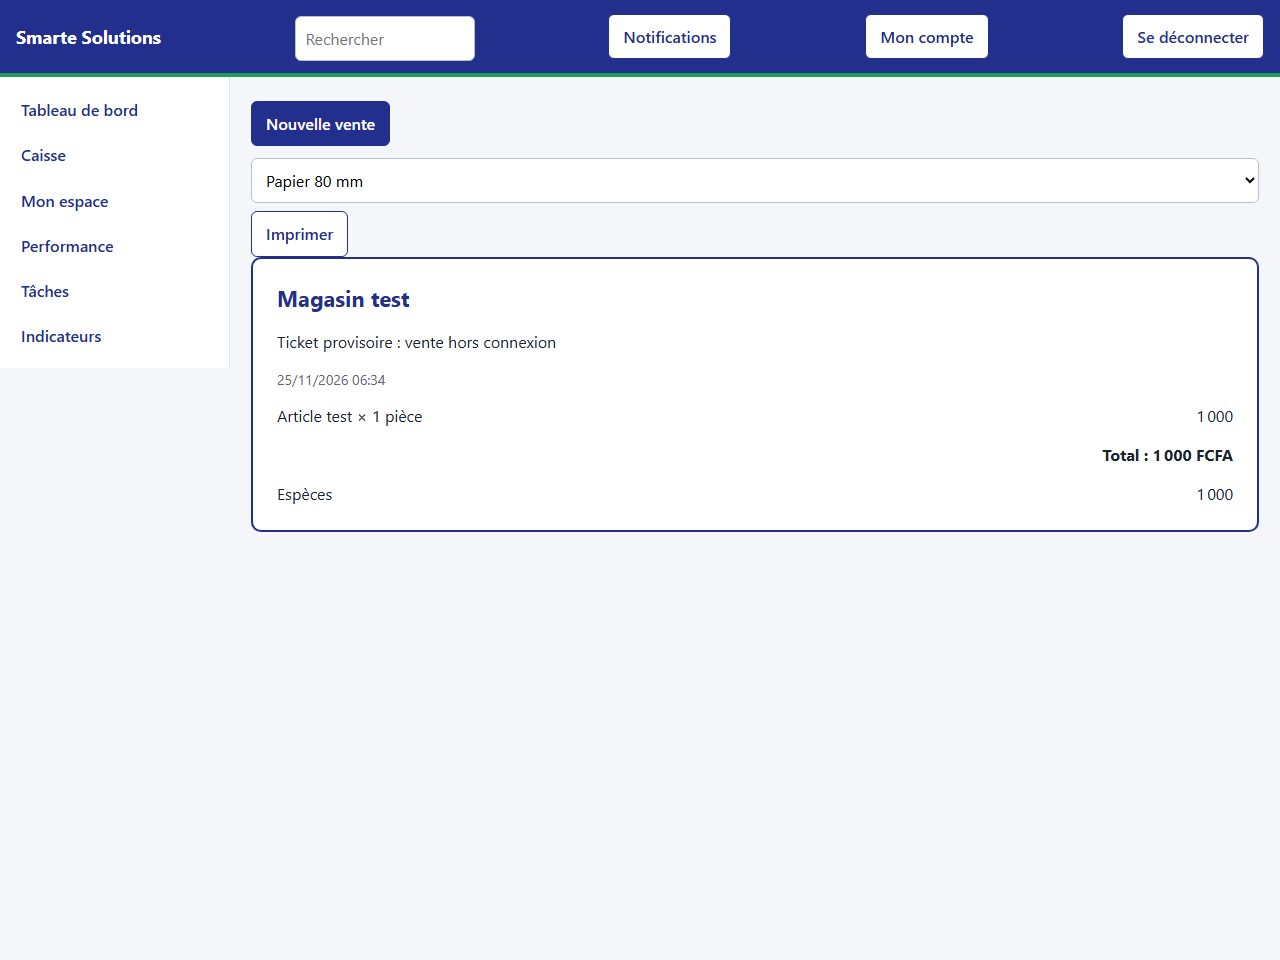 Smarte Solutions
Rechercher
Notifications
Mon compte
Se déconnecter
Tableau de bord
Caisse
Mon espace
Performance
Tâches
Indicateurs
Nouvelle vente
Papier 80 mm
Imprimer
Magasin test
Ticket provisoire : vente hors connexion
25/11/2026 06:34
Article test × 1 pièce 1 000
Total : 1 000 FCFA
Espèces 1 000